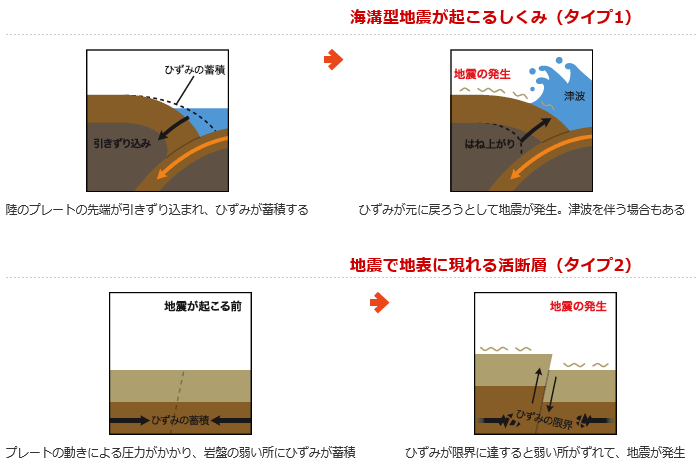 海溝型地震が起こるしくみ（タイプ1）
ひずみの蓄積
引きずり込み
地震の発生
津波
はね上がり
陸のプレートの先端が引きずり込まれ、ひずみが蓄積する
ひずみが元に戻ろうとして地震が発生。津波を伴う場合もある
地震で地表に現れる活断層（タイプ2）
地震が起こる前
ひずみの蓄積
地震の発生
ひずみの限界
プレートの動きによる圧力がかかり、岩盤の弱い所にひずみが蓄積
ひずみが限界に達すると弱い所がずれて、地震が発生